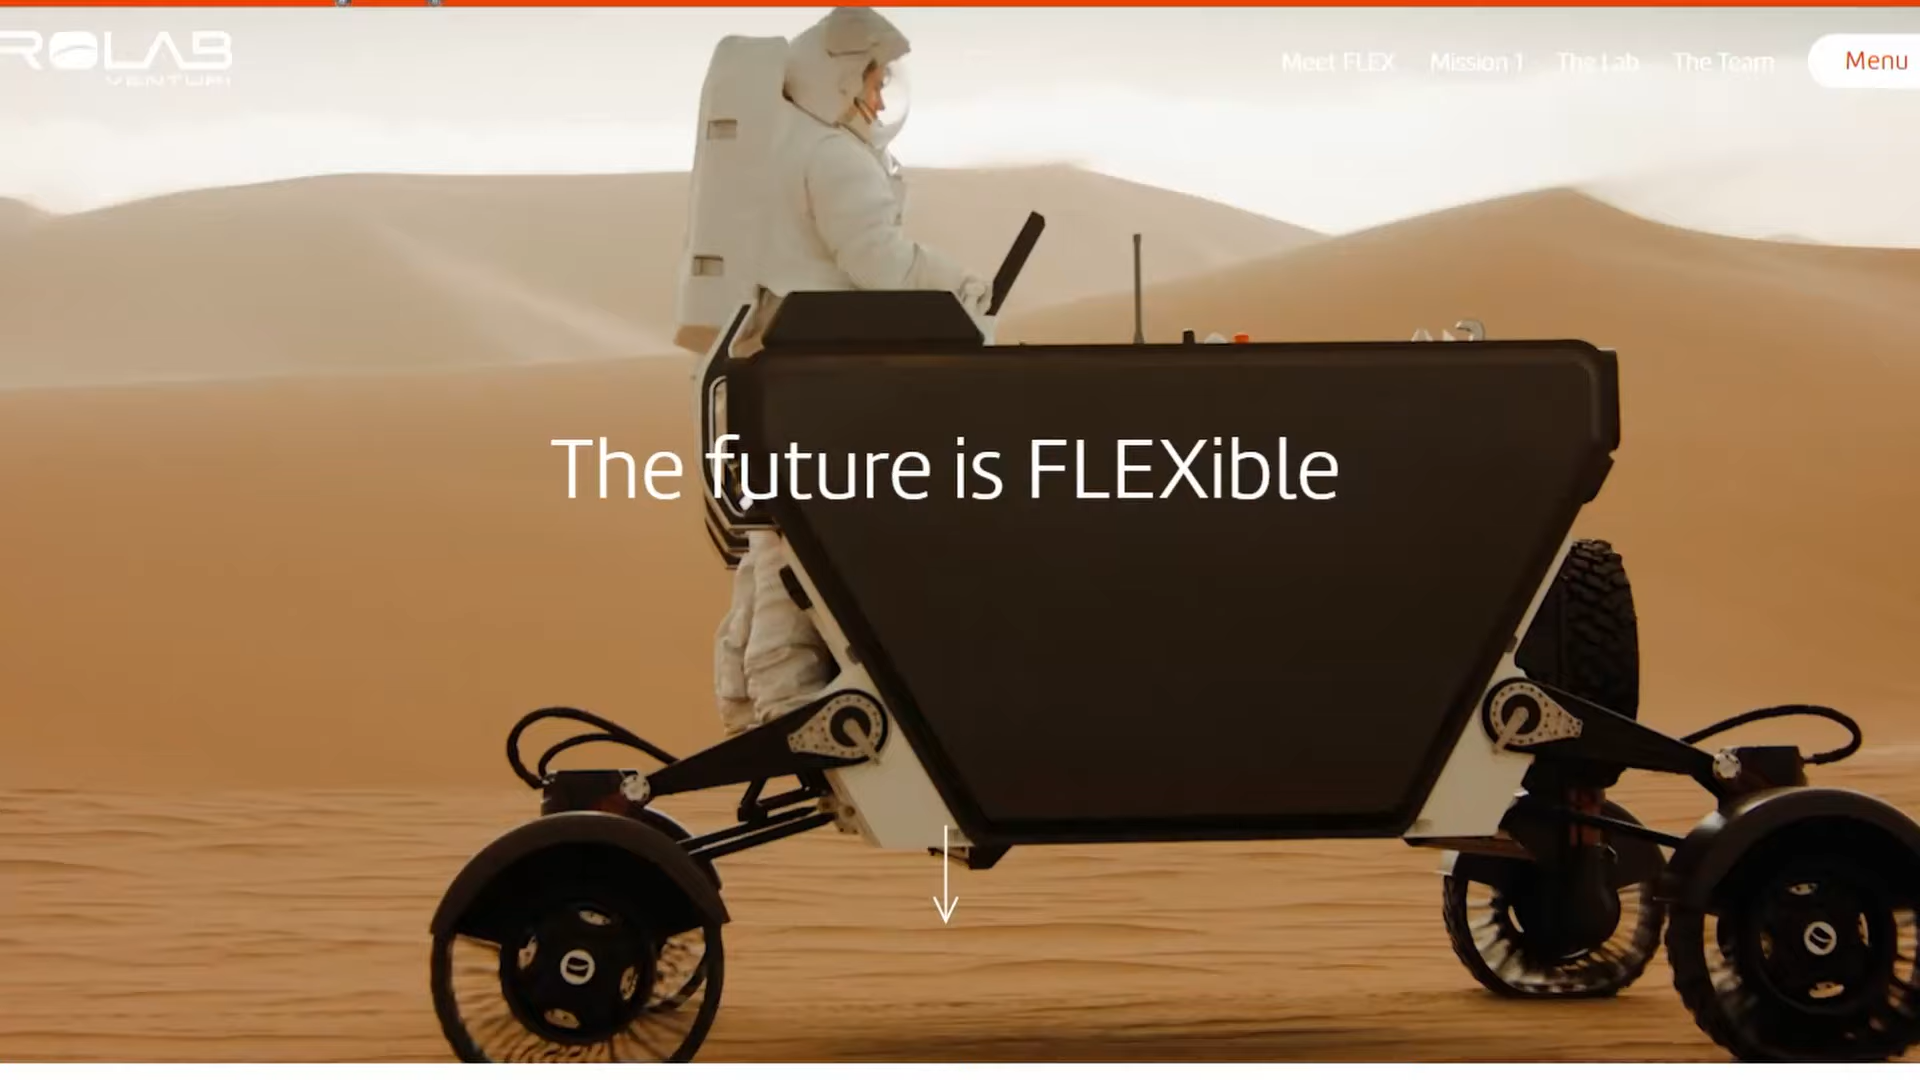 ROLAB
VENTURI
Meet FLEX
Mission 1
The Lab
The Team
Menu
The future is FLEXible